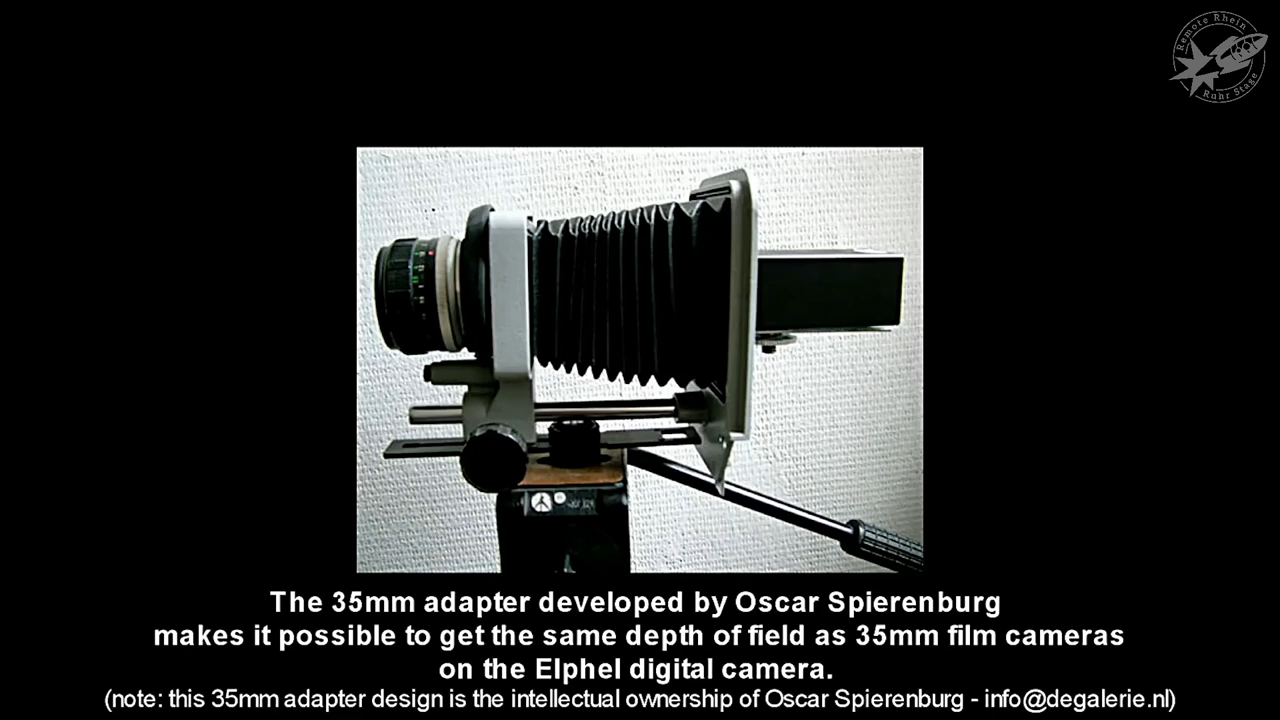 Remote Rhein
Ruhr Stage
The 35mm adapter developed by Oscar Spierenburg
makes it possible to get the same depth of field as 35mm film cameras
on the Elphel digital camera.
(note: this 35mm adapter design is the intellectual ownership of Oscar Spierenburg - info@degalerie.nl)